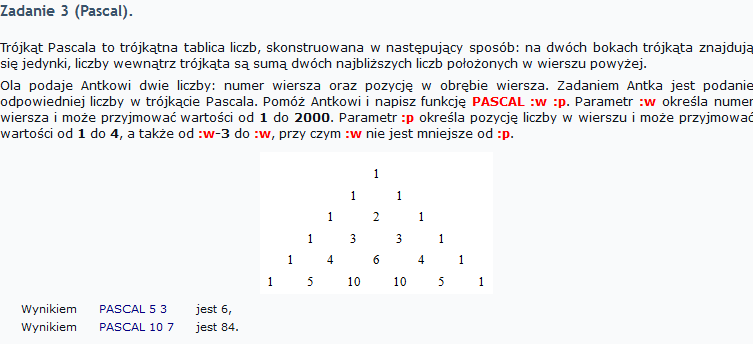 Zadanie 3 (Pascal).
Trójkąt Pascala to trójkątna tablica liczb, skonstruowana w następujący sposób: na dwóch bokach trójkąta znajdują
się jedynki, liczby wewnątrz trójkąta są sumą dwóch najbliższych liczb położonych w wierszu powyżej.
Ola podaje Antkowi dwie liczby: numer wiersza oraz pozycję w obrębie wiersza. Zadaniem Antka jest podanie
odpowiedniej liczby w trójkącie Pascala. Pomóż Antkowi i napisz funkcję PASCAL :w :p. Parametr :w określa numer
wiersza i może przyjmować wartości od 1 do 2000. Parametr :p określa pozycję liczby w wierszu i może przyjmować
wartości od 1 do 4, a także od :w-3 do :w, przy czym :w nie jest mniejsze od :p.
1
1 1
1 2 1
1 3 3 1
1 4 6 4 1
1 5 10 10 5 1
Wynikiem PASCAL 5 3 jest 6,
Wynikiem PASCAL 10 7 jest 84.